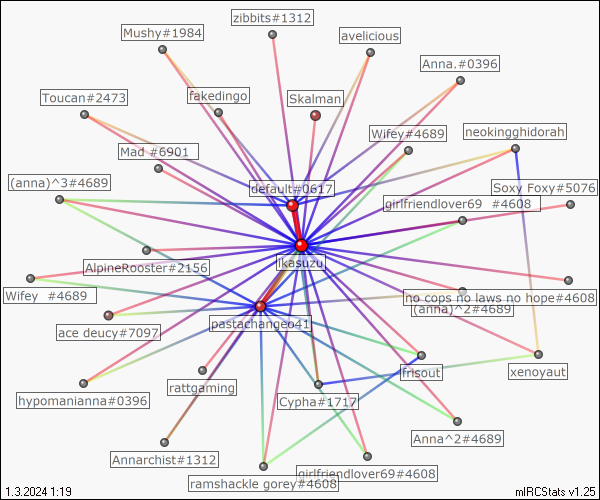 zibbits#1312
Mushy#1984
avelicious
Anna.#0396
Toucan#2473
fakedingo
Skalman
Wifey#4689
neokingghidorah
Mad #6901
(anna)^3#4689
default#0617
Soxy Foxy#5076
girlfriendlover69 #4608
ikasuzu
AlpineRooster#2156
Wifey #4689
no cops no laws no hope#4608
(anna)^2#4689
pastachangeo41
ace deucy#7097
frisout
xenoyaut
rattgaming
hypomanianna#0396
Cypha#1717
Anna^2#4689
Annarchist#1312
girlfriendlover69#4608
ramshackle gorey#4608
1.3.2024 1:19
mIRCStats v1.25